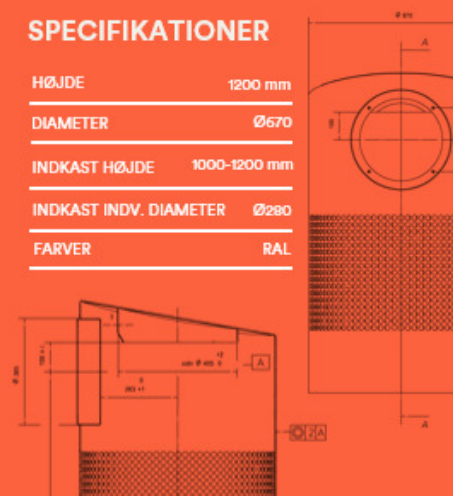 SPECIFIKATIONER
HØJDE 1200 mm
DIAMETER Ø670
INDKAST HØJDE 1000-1200 mm
INDKAST INDV. DIAMETER Ø280
FARVER RAL
A
A
A